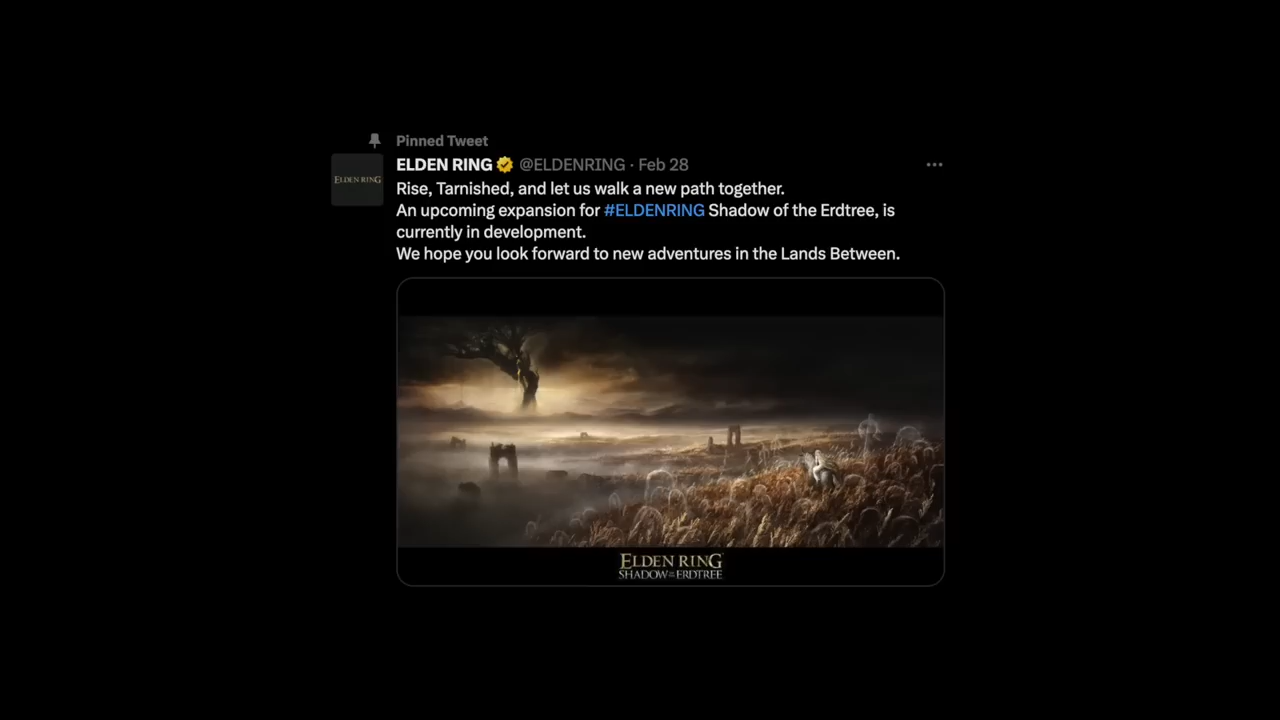 Pinned Tweet
ELDEN RING
ELDEN RING @ELDENRING · Feb 28
Rise, Tarnished, and let us walk a new path together.
An upcoming expansion for #ELDENRING Shadow of the Erdtree, is
currently in development.
We hope you look forward to new adventures in the Lands Between.
ELDEN RING
SHADOW OF THE ERDTREE